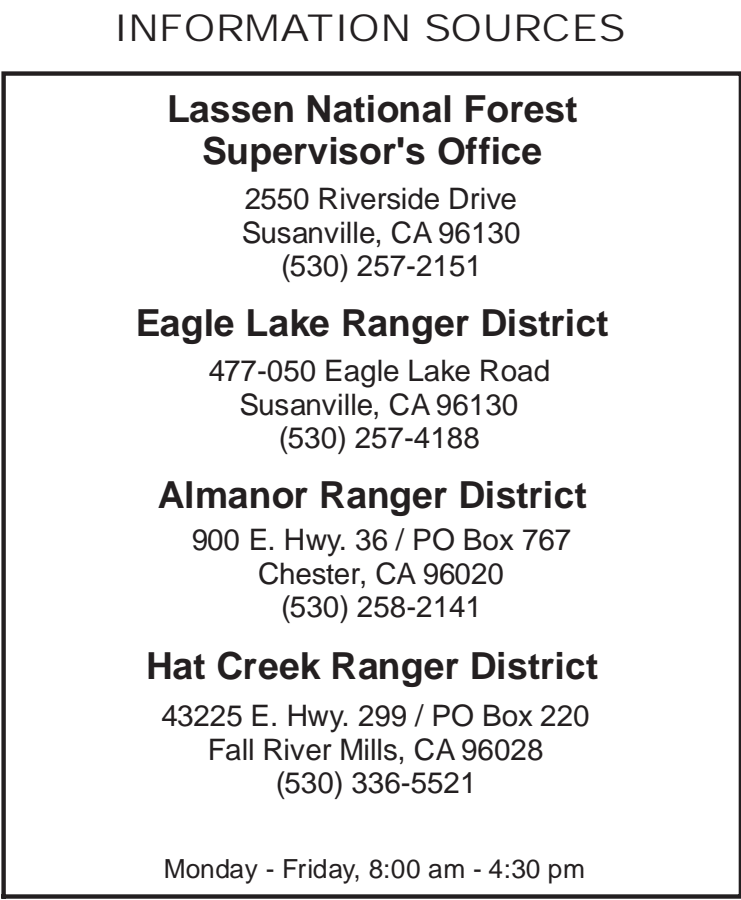 INFORMATION SOURCES
Lassen National Forest
Supervisor's Office
2550 Riverside Drive
Susanville, CA 96130
(530) 257-2151
Eagle Lake Ranger District
477-050 Eagle Lake Road
Susanville, CA 96130
(530) 257-4188
Almanor Ranger District
900 E. Hwy. 36 / PO Box 767
Chester, CA 96020
(530) 258-2141
Hat Creek Ranger District
43225 E. Hwy. 299 / PO Box 220
Fall River Mills, CA 96028
(530) 336-5521
Monday - Friday, 8:00 am - 4:30 pm